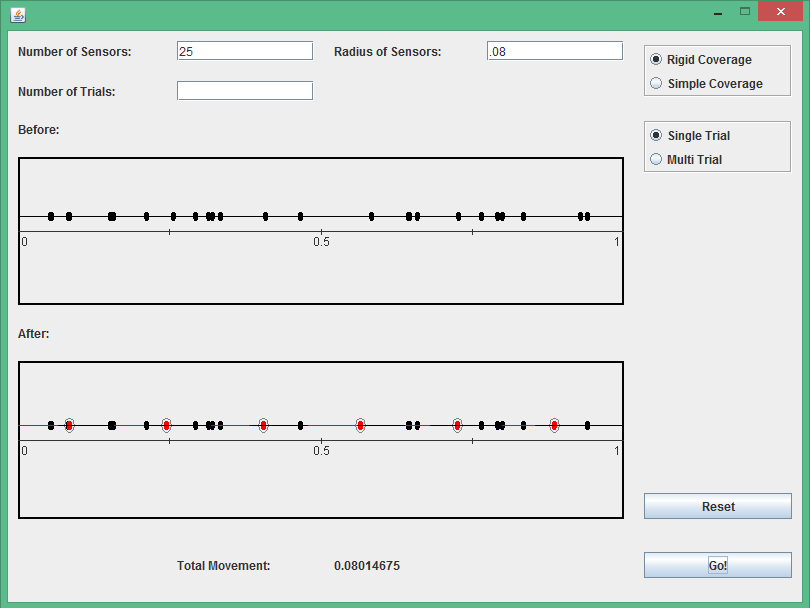 Number of Sensors: 25 Radius of Sensors: .08
Rigid Coverage
Simple Coverage
Number of Trials:
Before:
Single Trial
Multi Trial
0 0.5 1
After:
0 0.5 1
Reset
Total Movement: 0.08014675
Go!